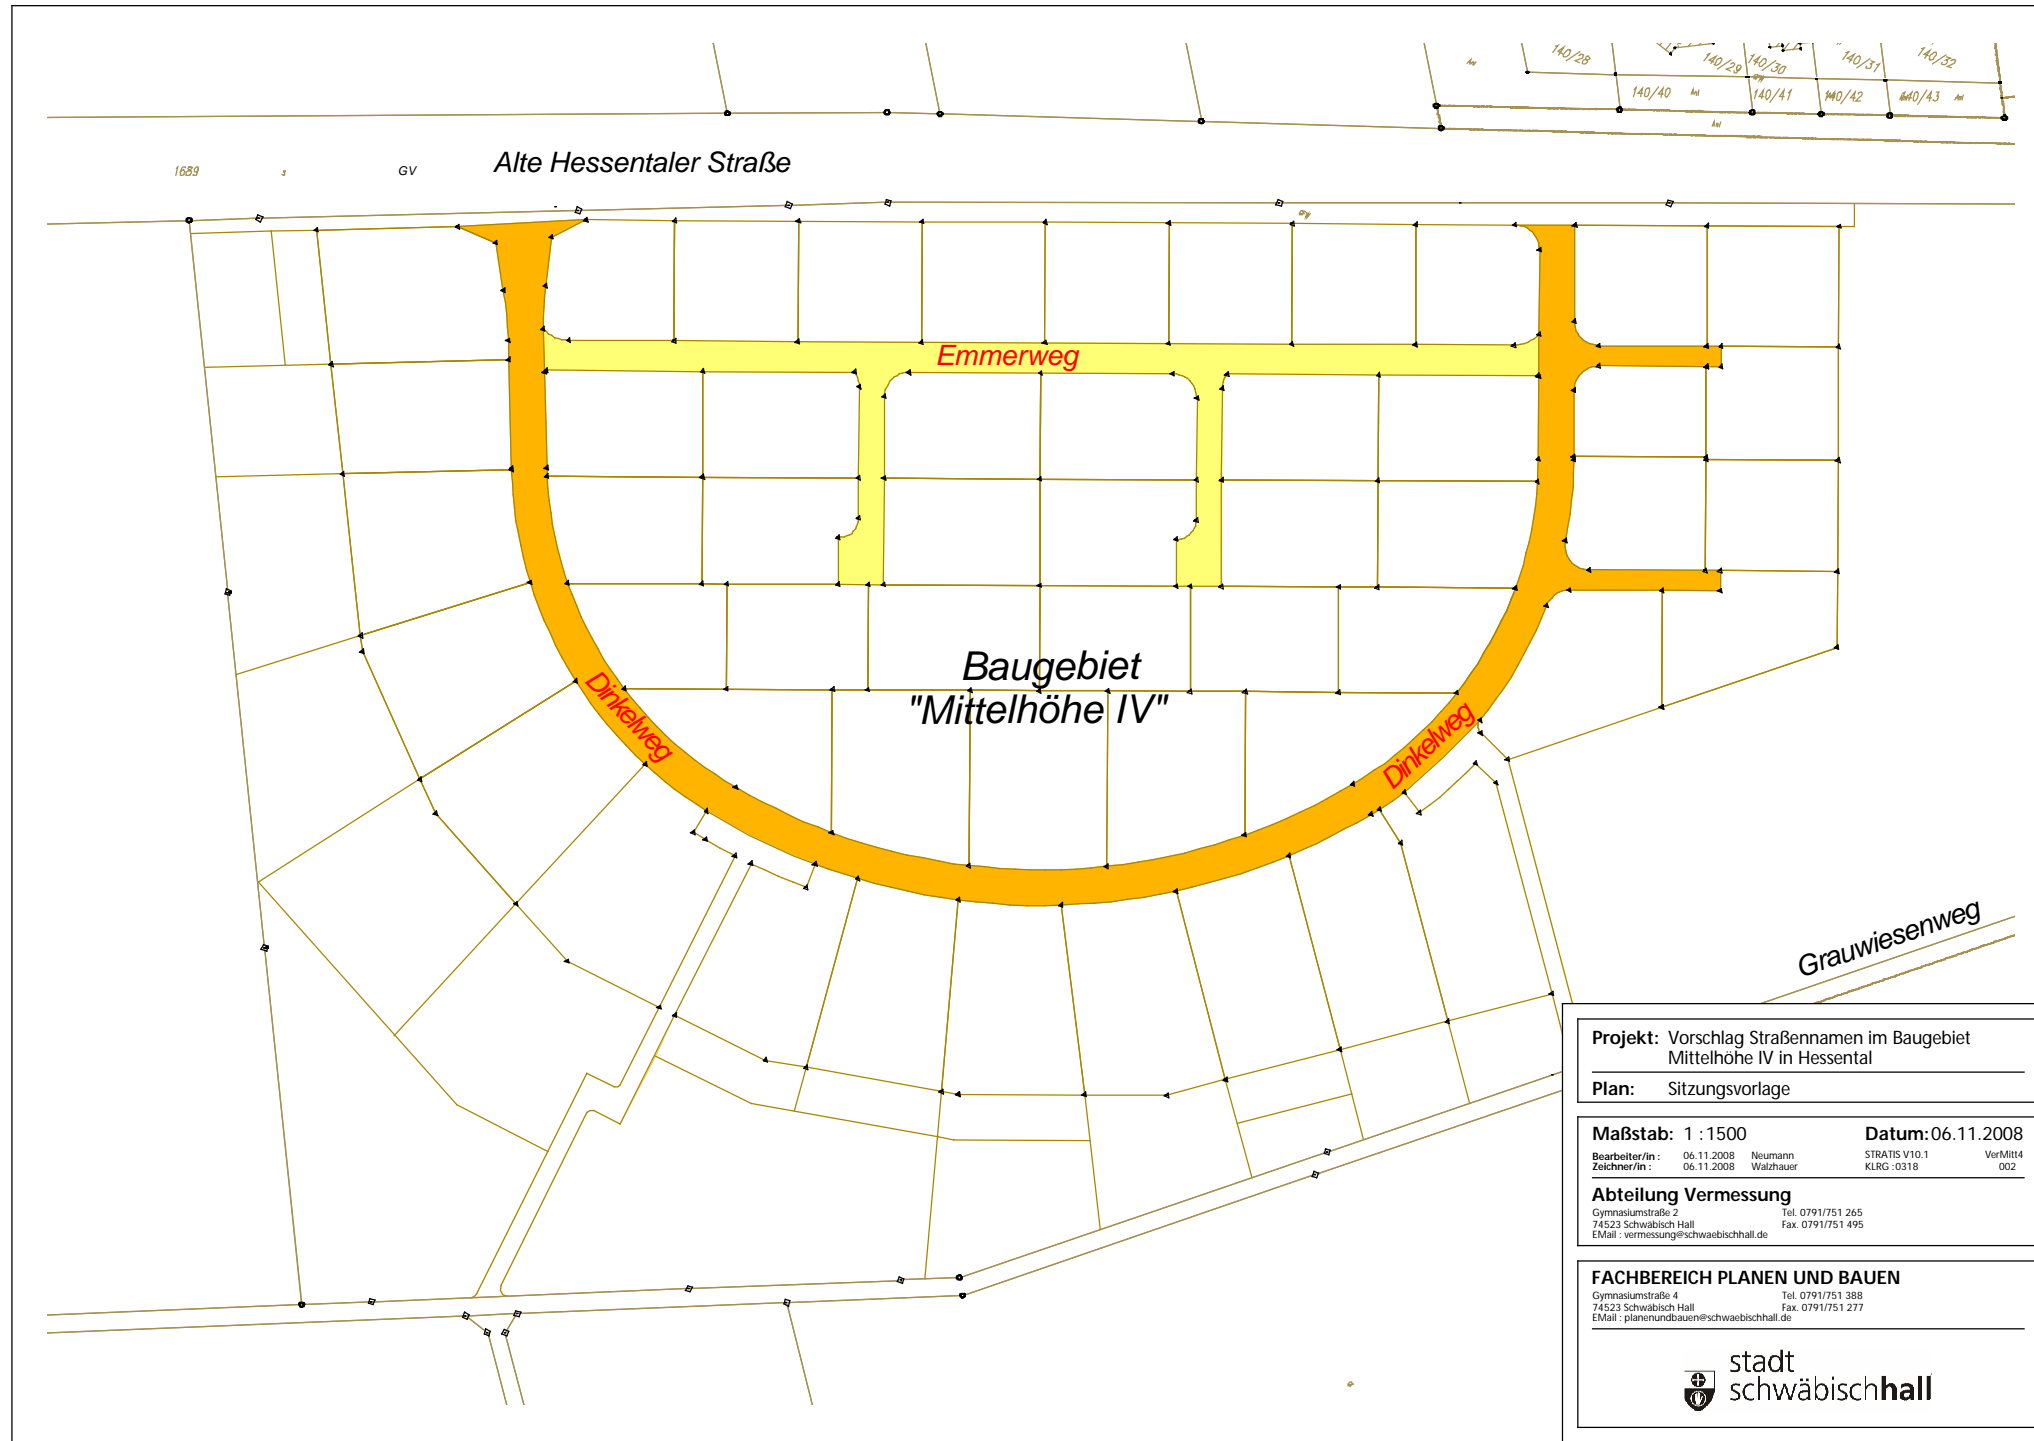 140/28
140/29
140/30
140/31
140/32
140/40
140/41
140/42
140/43
Alte Hessentaler Straße
GV
Emmerweg
Baugebiet
"Mittelhöhe IV"
Dinkelweg
Dinkelweg
Grauwiesenweg
Projekt: Vorschlag Straßennamen im Baugebiet
Mittelhöhe IV in Hessental
Plan: Sitzungsvorlage
Maßstab: 1 : 1500 Datum: 06.11.2008
Bearbeiter/in : 06.11.2008 Neumann STRATIS V10.1 VerMitt4
Zeichner/in : 06.11.2008 Walzhauer KLRG :0318 002
Abteilung Vermessung
Gymnasiumstraße 2 Tel. 0791/751 265
74523 Schwäbisch Hall Fax. 0791/751 495
EMail : vermessung@schwaebischhall.de
FACHBEREICH PLANEN UND BAUEN
Gymnasiumstraße 4 Tel. 0791/751 388
74523 Schwäbisch Hall Fax. 0791/751 277
EMail : planenundbauen@schwaebischhall.de
stadt
schwäbischhall